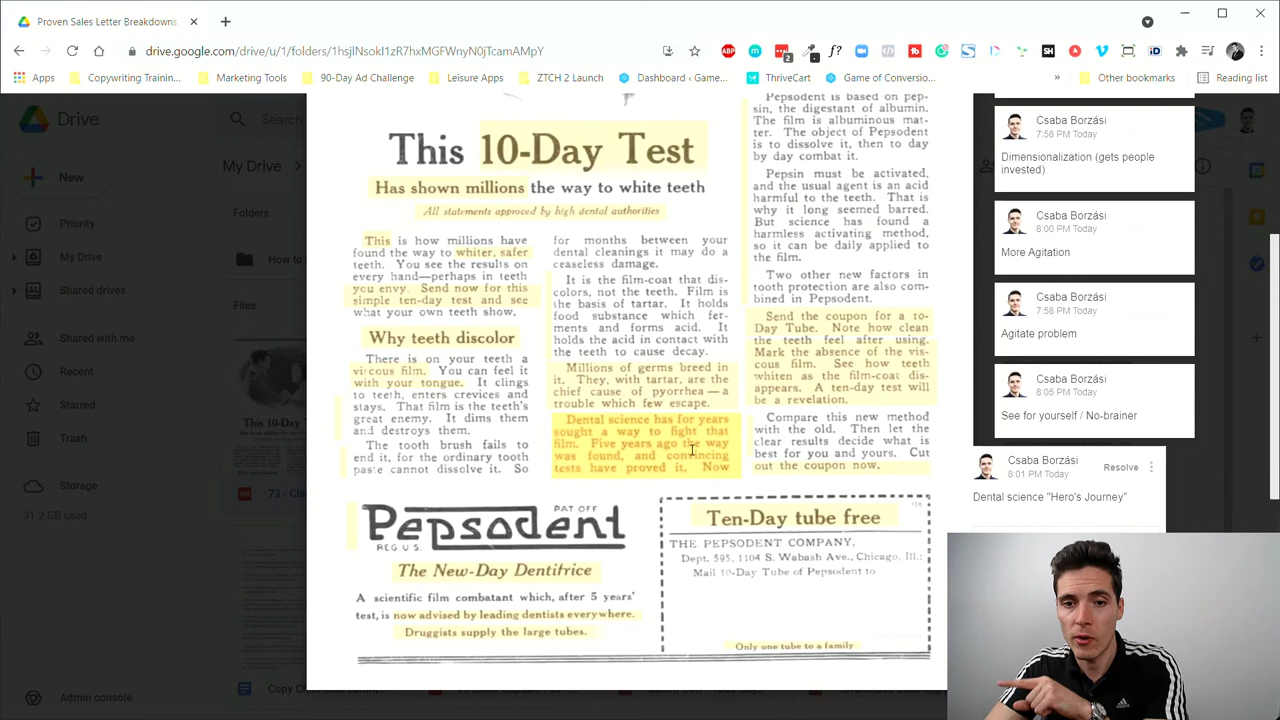 Proven Sales Letter Breakdowns
drive.google.com/drive/u/1/folders/1hsjlNsokI1zR7hxMGFWnyN0jTcamAMpY
Apps
Copywriting Trainin...
Marketing Tools
90-Day Ad Challenge
Leisure Apps
ZTCH 2 Launch
Dashboard ‹ Game...
ThriveCart
Game of Conversio...
»
Other bookmarks
Reading list
Drive
Search
New
My Drive
Folders
How to
Files
Priority
My Drive
Shared drives
Shared with me
Recent
Starred
Trash
Storage
31.2 GB used
Admin console
This 10-Day Test
Has shown millions the way to white teeth
All statements approved by high dental authorities
This is how millions have
found the way to whiter, safer
teeth. You see the results on
every hand—perhaps in teeth
you envy. Send now for this
simple ten-day test and see
what your own teeth show.
Why teeth discolor
There is on your teeth a
viscous film. You can feel it
with your tongue. It clings
to teeth, enters crevices and
stays. That film is the teeth's
great enemy. It dims them
and destroys them.
The tooth brush fails to
end it, for the ordinary tooth
paste cannot dissolve it. So
for months between your
dental cleanings it may do a
ceaseless damage.
It is the film-coat that dis-
colors, not the teeth. Film is
the basis of tartar. It holds
food substance which fer-
ments and forms acid. It
holds the acid in contact with
the teeth to cause decay.
Millions of germs breed in
it. They, with tartar, are the
chief cause of pyorrhea—a
trouble which few escape.
Dental science has for years
sought a way to fight that
film. Five years ago the way
was found, and convincing
tests have proved it. Now
Pepsodent is based on pep-
sin, the digestant of albumin.
The film is albuminous mat-
ter. The object of Pepsodent
is to dissolve it, then to day
by day combat it.
Pepsin must be activated,
and the usual agent is an acid
harmful to the teeth. That is
why it long seemed barred.
But science has found a
harmless activating method,
so it can be daily applied to
the film.
Two other new factors in
tooth protection are also com-
bined in Pepsodent.
Send the coupon for a 10-
Day Tube. Note how clean
the teeth feel after using.
Mark the absence of the vis-
cous film. See how teeth
whiten as the film-coat dis-
appears. A ten-day test will
be a revelation.
Compare this new method
with the old. Then let the
clear results decide what is
best for you and yours. Cut
out the coupon now.
PAT OFF
Pepsodent
REG U.S.
The New-Day Dentifrice
A scientific film combatant which, after 5 years'
test, is now advised by leading dentists everywhere.
Druggists supply the large tubes.
Ten-Day tube free
THE PEPSODENT COMPANY,
Dept. 595, 1104 S. Wabash Ave., Chicago, Ill.:
Mail 10-Day Tube of Pepsodent to
Only one tube to a family
Csaba Borzási
7:58 PM Today
Dimensionalization (gets people
invested)
Csaba Borzási
8:00 PM Today
More Agitation
Csaba Borzási
7:58 PM Today
Agitate problem
Csaba Borzási
8:05 PM Today
See for yourself / No-brainer
Csaba Borzási
8:01 PM Today
Resolve
Dental science "Hero's Journey"